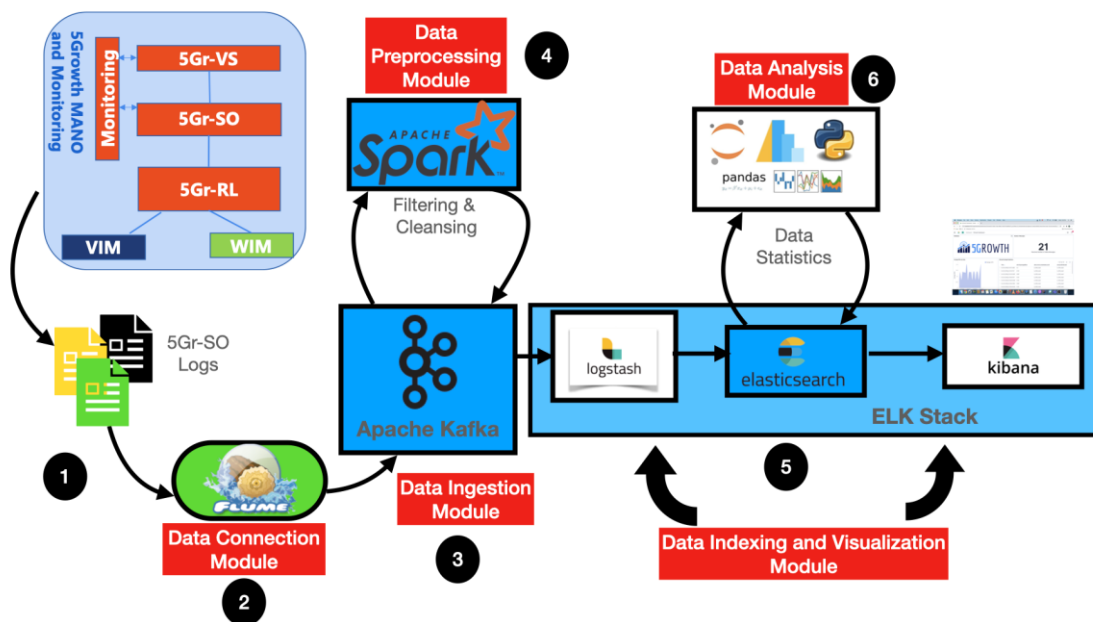 5Growth MANO
and Monitoring
Monitoring
5Gr-VS
5Gr-SO
5Gr-RL
VIM
WIM
5Gr-SO
Logs
1
FLUME
Data Connection
Module
2
Data
Preprocessing
Module
4
APACHE
Spark
TM
Filtering &
Cleansing
Apache Kafka
Data Ingestion
Module
3
Data Analysis
Module
6
pandas
Data
Statistics
5GROWTH
21
logstash
elasticsearch
kibana
ELK Stack
5
Data Indexing and Visualization
Module